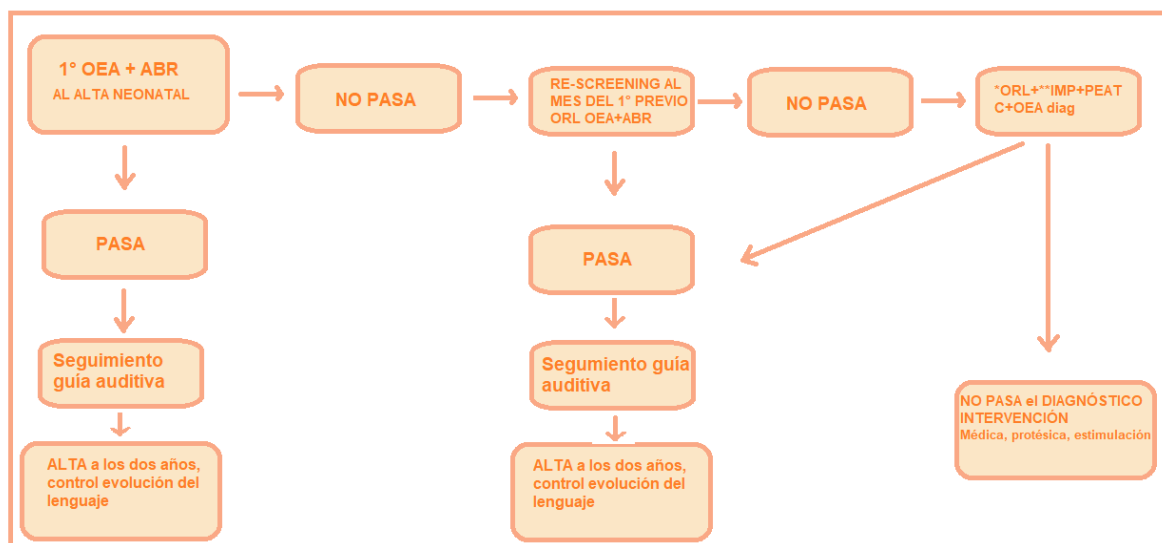 1° OEA + ABR
AL ALTA NEONATAL
NO PASA
RE-SCREENING AL
MES DEL 1° PREVIO
ORL OEA+ABR
NO PASA
*ORL+**IMP+PEAT
C+OEA diag
PASA
PASA
Seguimiento
guía auditiva
Segumiento guía
auditiva
NO PASA el DIAGNÓSTICO
INTERVENCIÓN
Médica, protésica, estimulación
ALTA a los dos años,
control evolución del
lenguaje
ALTA a los dos años,
control evolución del
lenguaje